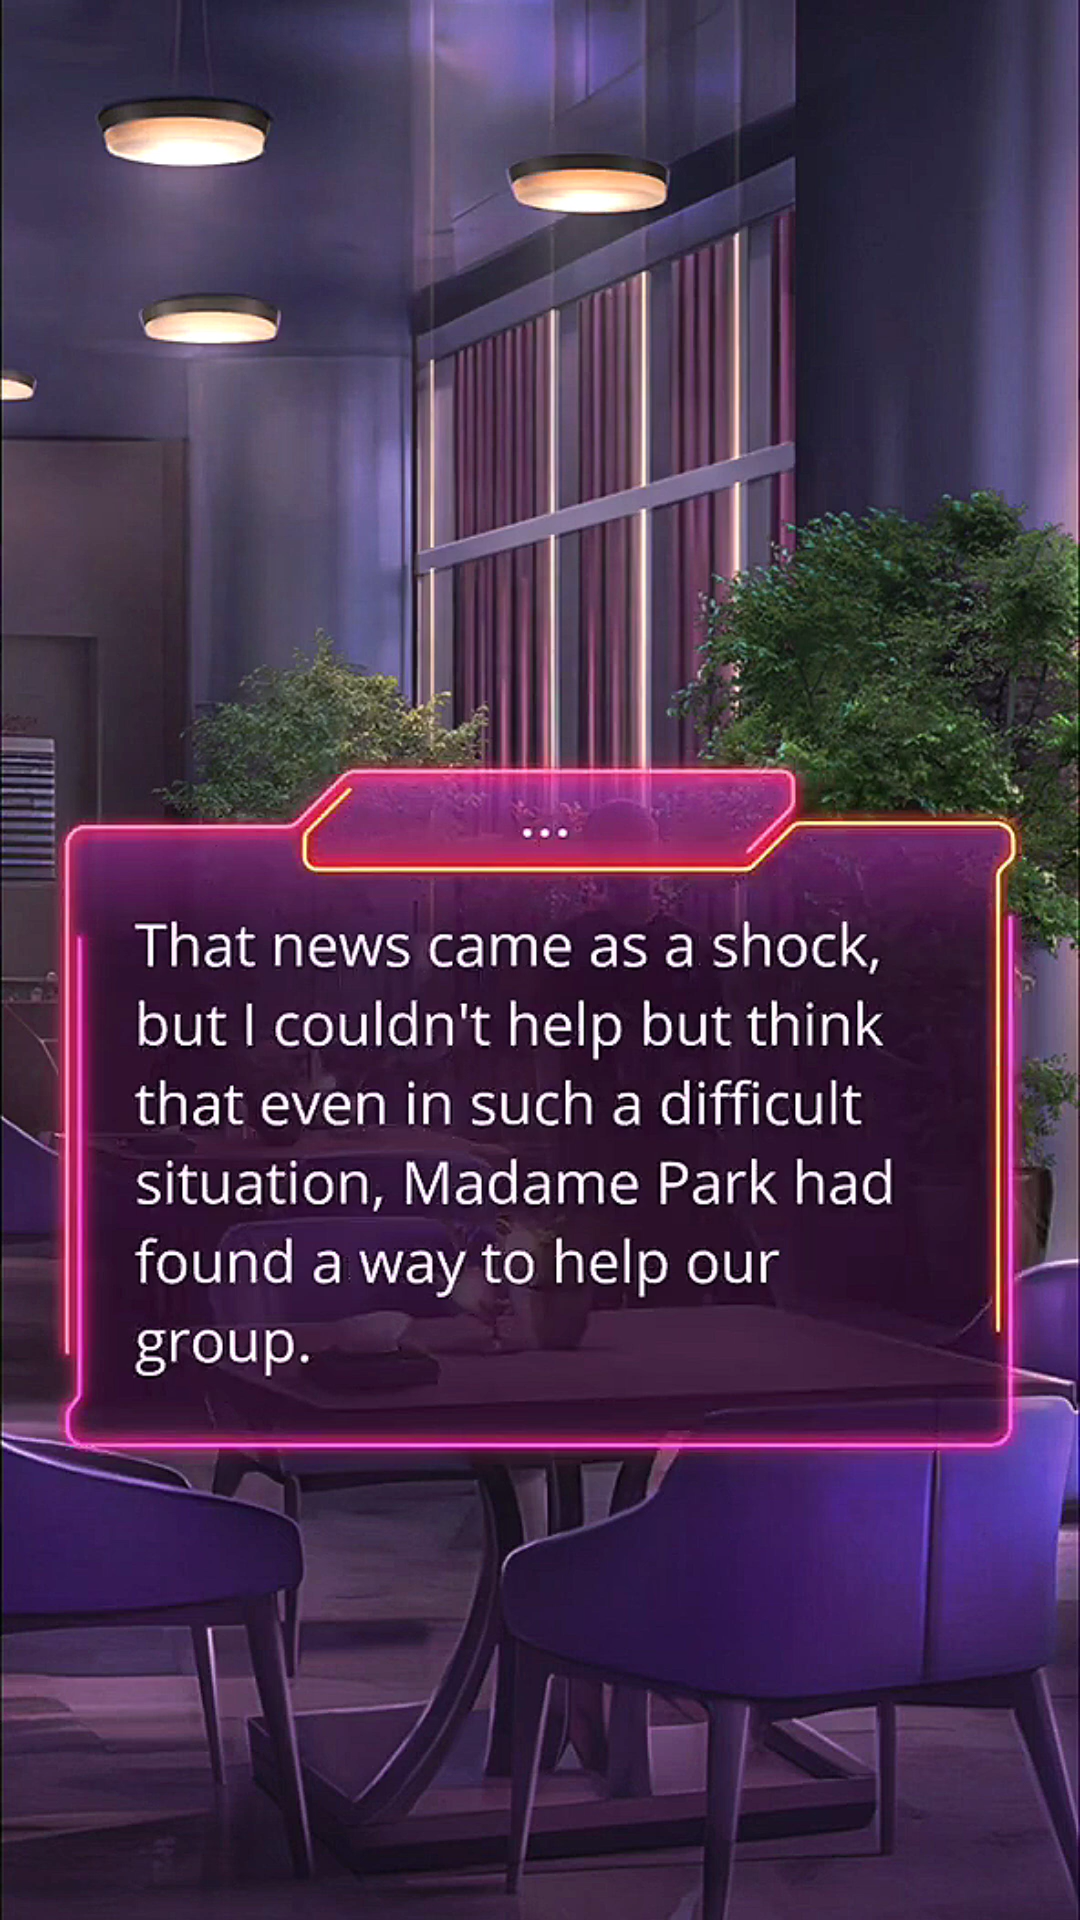 ...
That news came as a shock,
but I couldn't help but think
that even in such a difficult
situation, Madame Park had
found a way to help our
group.